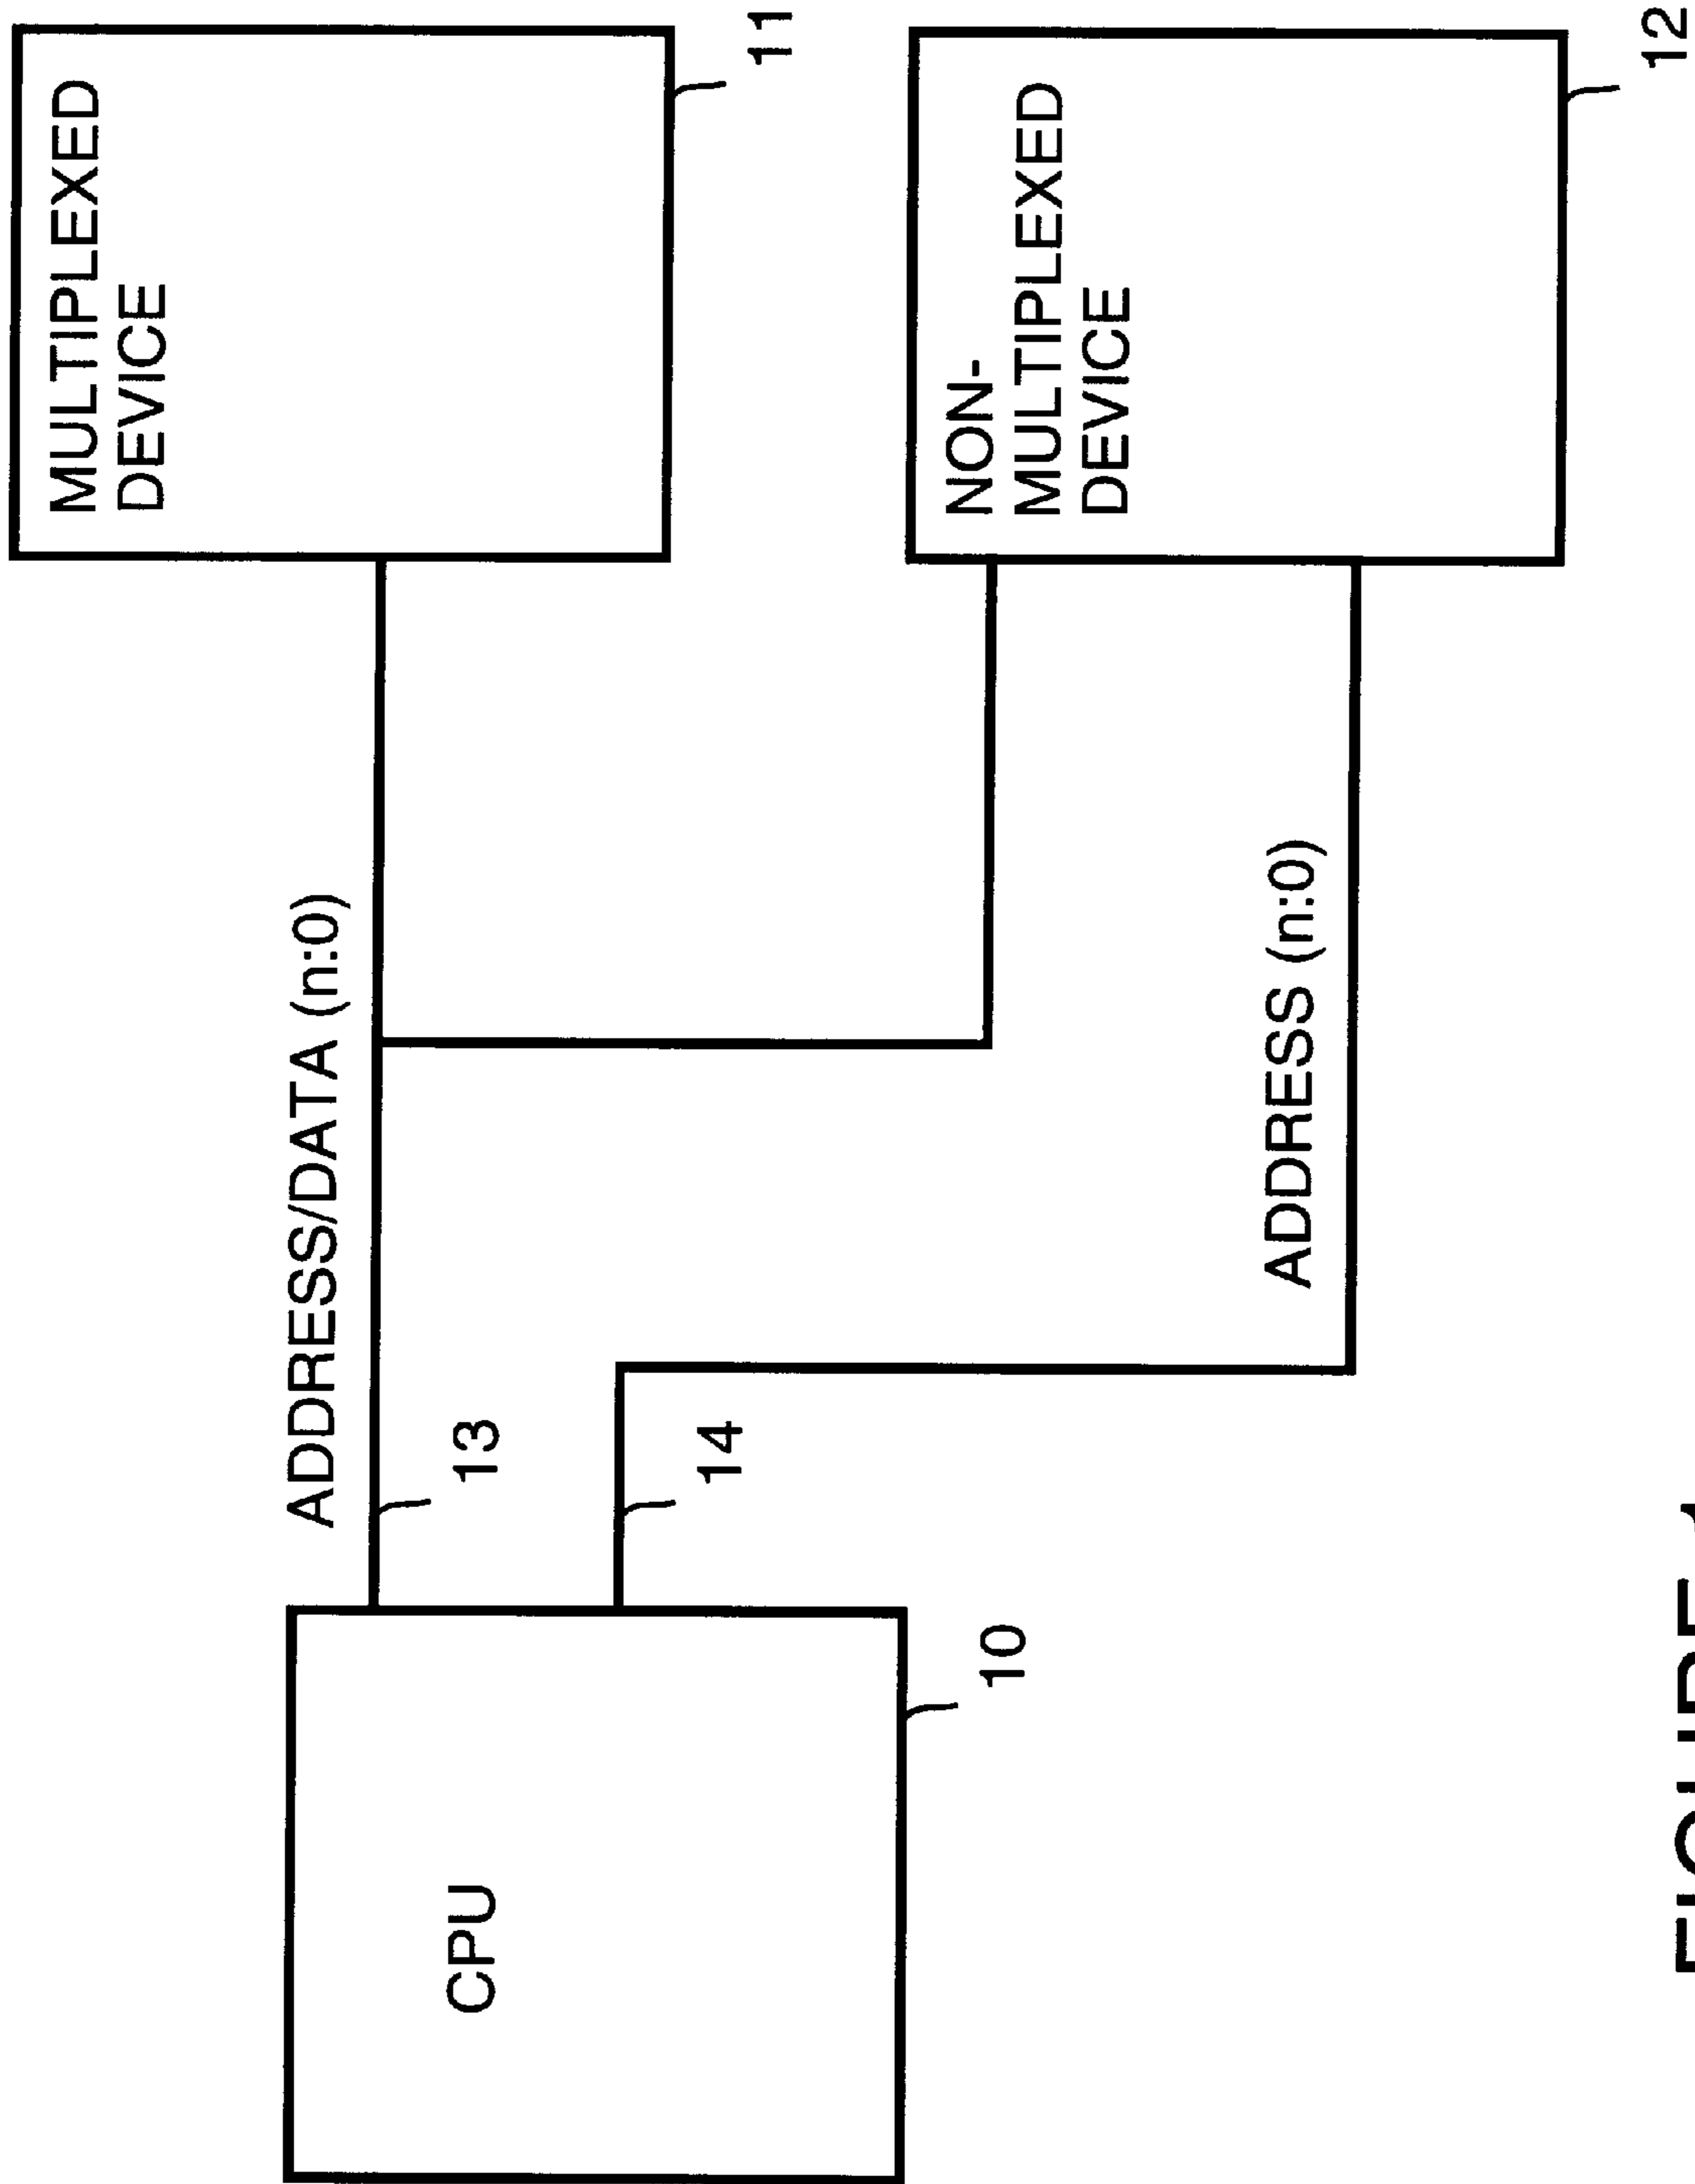 MULTIPLEXED
DEVICE
11
ADDRESS/DATA (n:0)
13
CPU
14
10
NON-
MULTIPLEXED
DEVICE
ADDRESS (n:0)
12